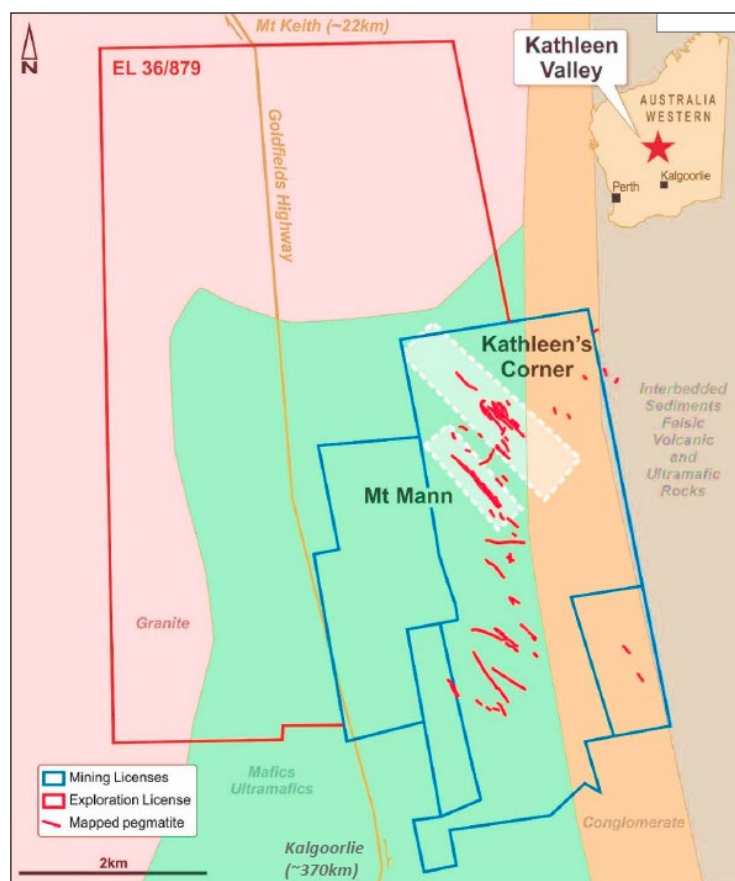 Mt Keith (~22km)
EL 36/879
N
Kathleen
Valley
AUSTRALIA
WESTERN
Kalgoorlie
Perth
Goldfields Highway
Kathleen's
Corner
Interbedded
Sediments
Felsic
Volcanic
and
Ultramafic
Rocks
Mt Mann
Granite
Mining Licenses
Exploration License
Mapped pegmatite
Mafics
Ultramafics
Conglomerate
2km
Kalgoorlie
(~370km)